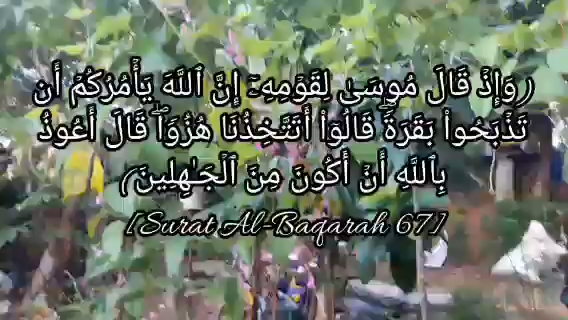 (وَإِذۡ قَالَ مُوسَىٰ لِقَوۡمِهِۦٓ إِنَّ ٱللَّهَ يَأۡمُرُكُمۡ أَن
تَذۡبَحُواْ بَقَرَةٗۖ قَالُوٓاْ أَتَتَّخِذُنَا هُزُوٗاۖ قَالَ أَعُوذُ
بِٱللَّهِ أَنۡ أَكُونَ مِنَ ٱلۡجَٰهِلِينَ)
[Surat Al-Baqarah 67]